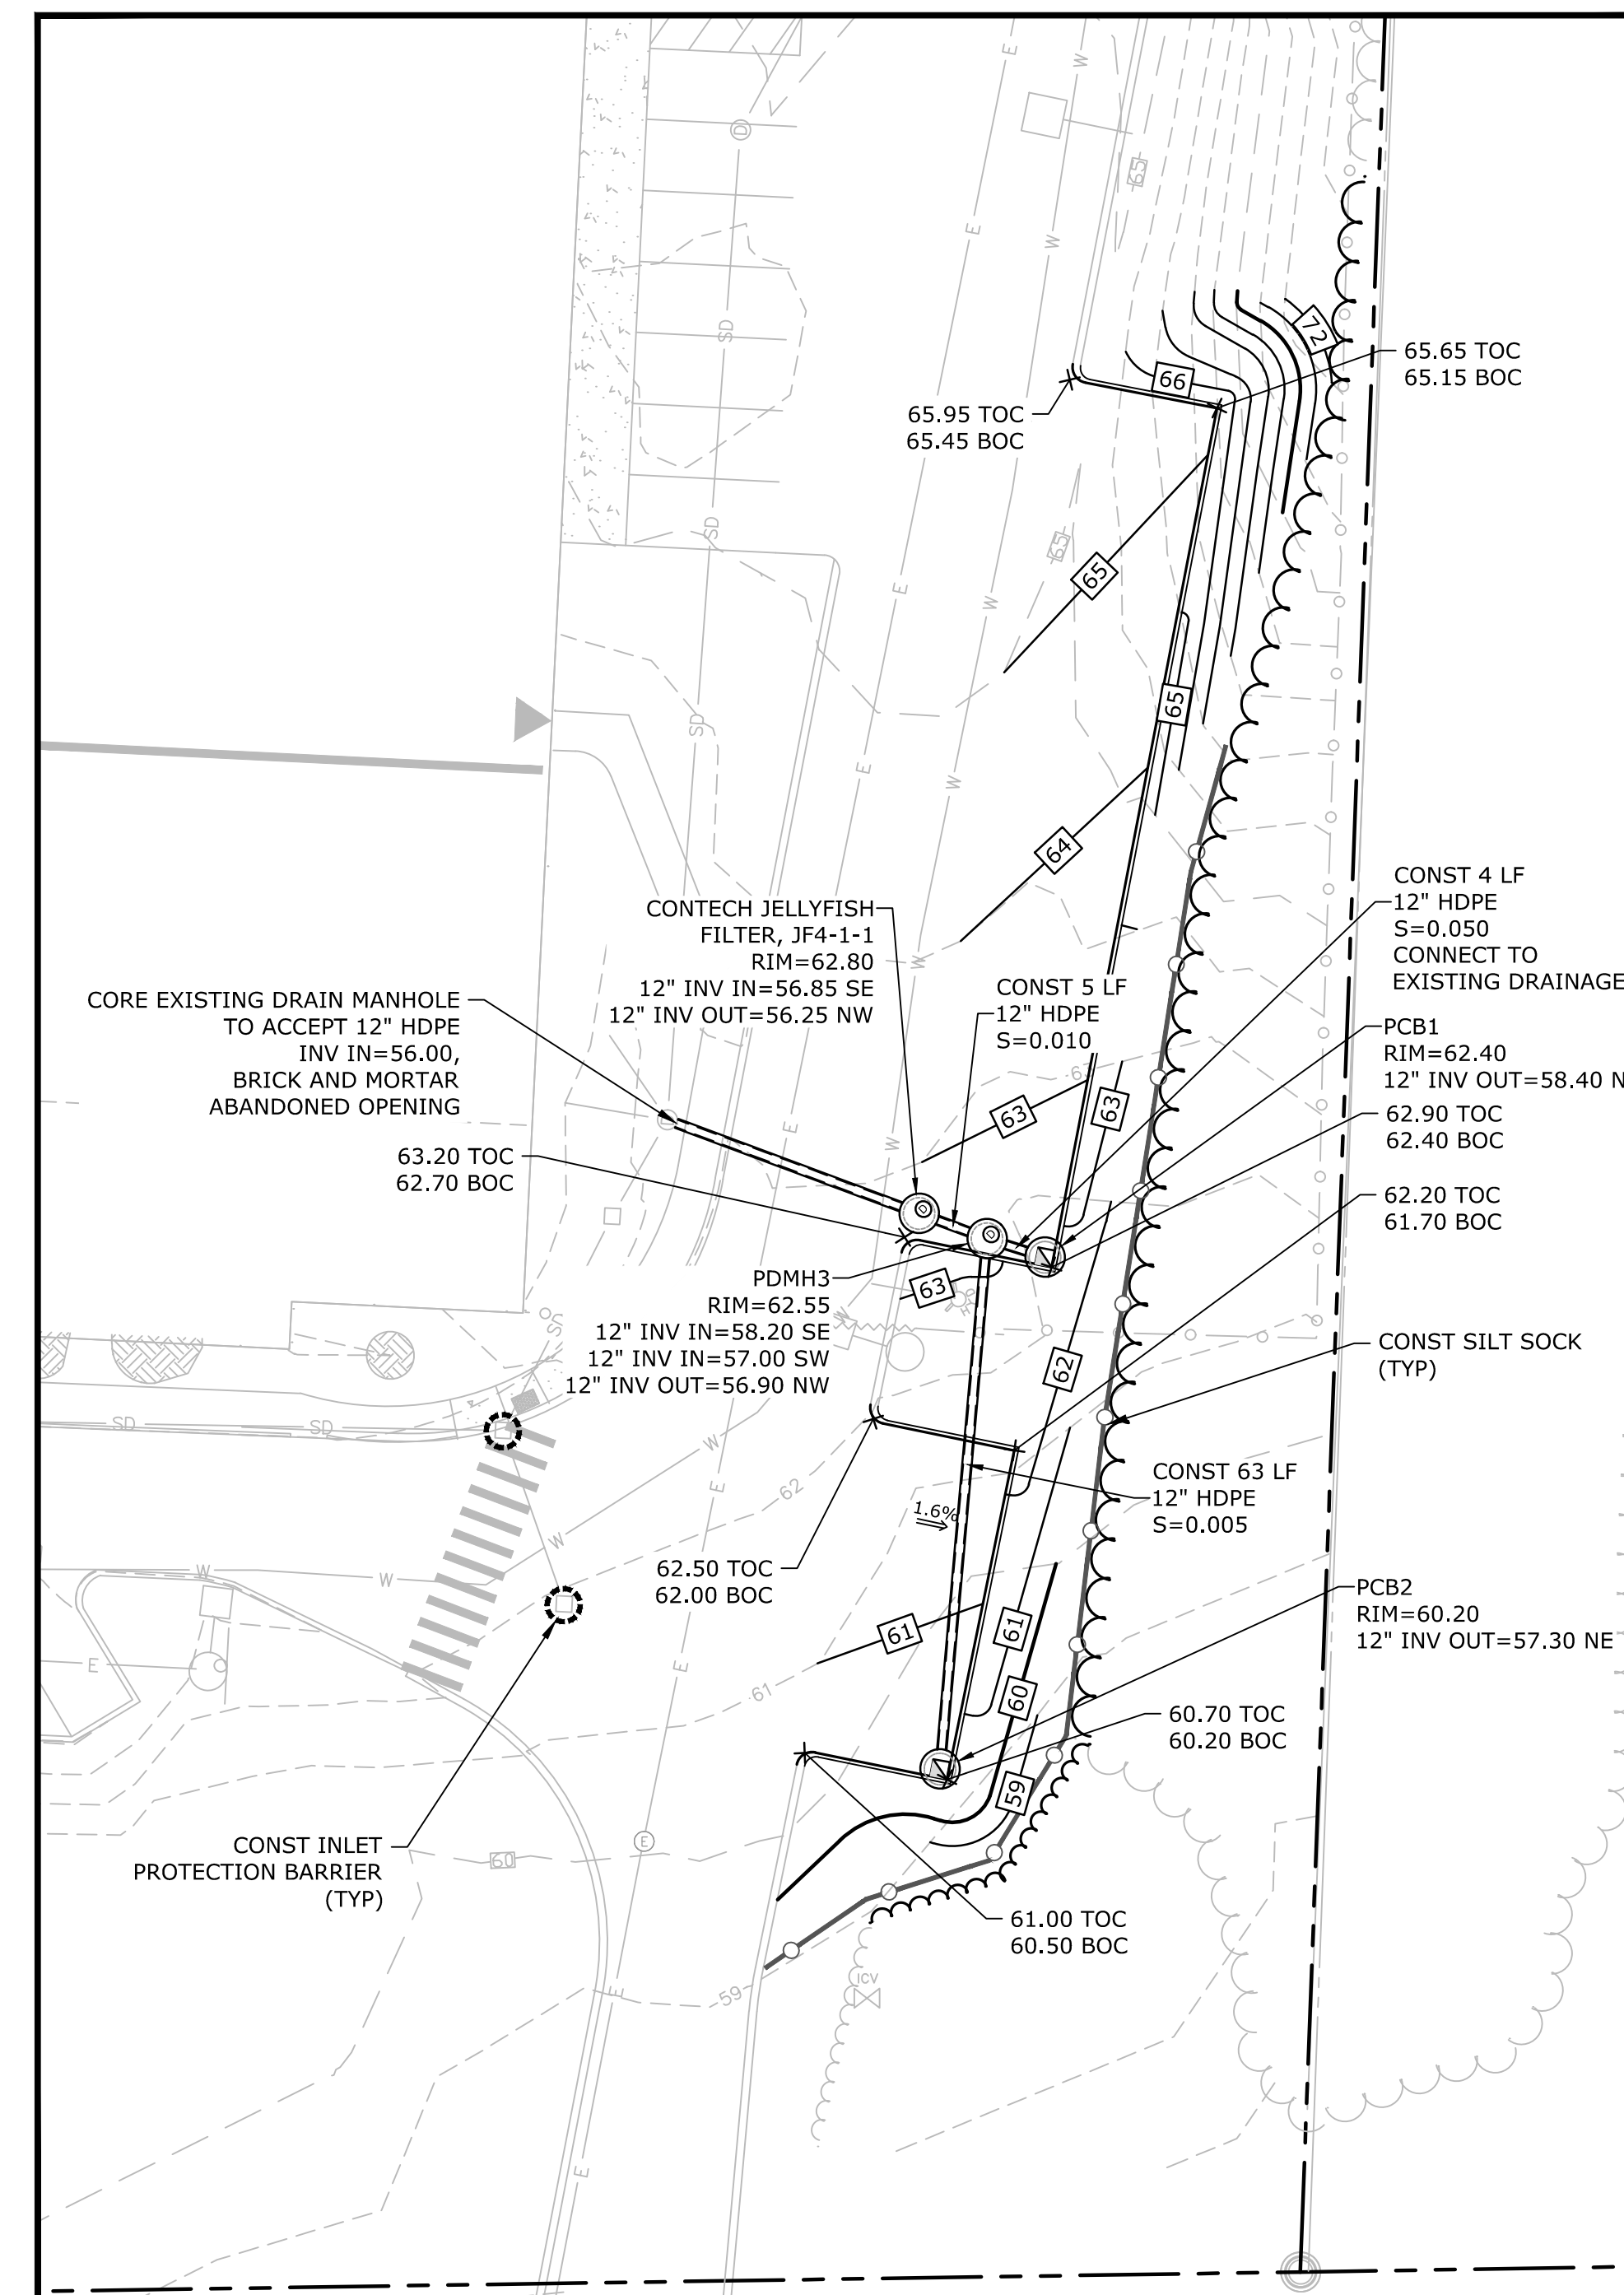 65.65 TOC
65.15 BOC
65.95 TOC
65.45 BOC
CONTECH JELLYFISH
FILTER, JF4-1-1
RIM=62.80
12" INV IN=56.85 SE
12" INV OUT=56.25 NW
CORE EXISTING DRAIN MANHOLE
TO ACCEPT 12" HDPE
INV IN=56.00,
BRICK AND MORTAR
ABANDONED OPENING
CONST 5 LF
12" HDPE
S=0.010
CONST 4 LF
12" HDPE
S=0.050
CONNECT TO
EXISTING DRAINAGE
PCB1
RIM=62.40
12" INV OUT=58.40 N
62.90 TOC
62.40 BOC
63.20 TOC
62.70 BOC
62.20 TOC
61.70 BOC
PDMH3
RIM=62.55
12" INV IN=58.20 SE
12" INV IN=57.00 SW
12" INV OUT=56.90 NW
CONST SILT SOCK
(TYP)
CONST 63 LF
12" HDPE
S=0.005
1.6%
62.50 TOC
62.00 BOC
PCB2
RIM=60.20
12" INV OUT=57.30 NE
60.70 TOC
60.20 BOC
CONST INLET
PROTECTION BARRIER
(TYP)
61.00 TOC
60.50 BOC
72
66
65
65
64
63
63
63
62
61
61
60
59
65
65
62
61
60
59
ICV
E
E
E
E
E
E
E
E
E
E
E
E
W
W
W
W
W
W
W
W
W
W
W
SD
SD
SD
SD
SD
D
D
D
E